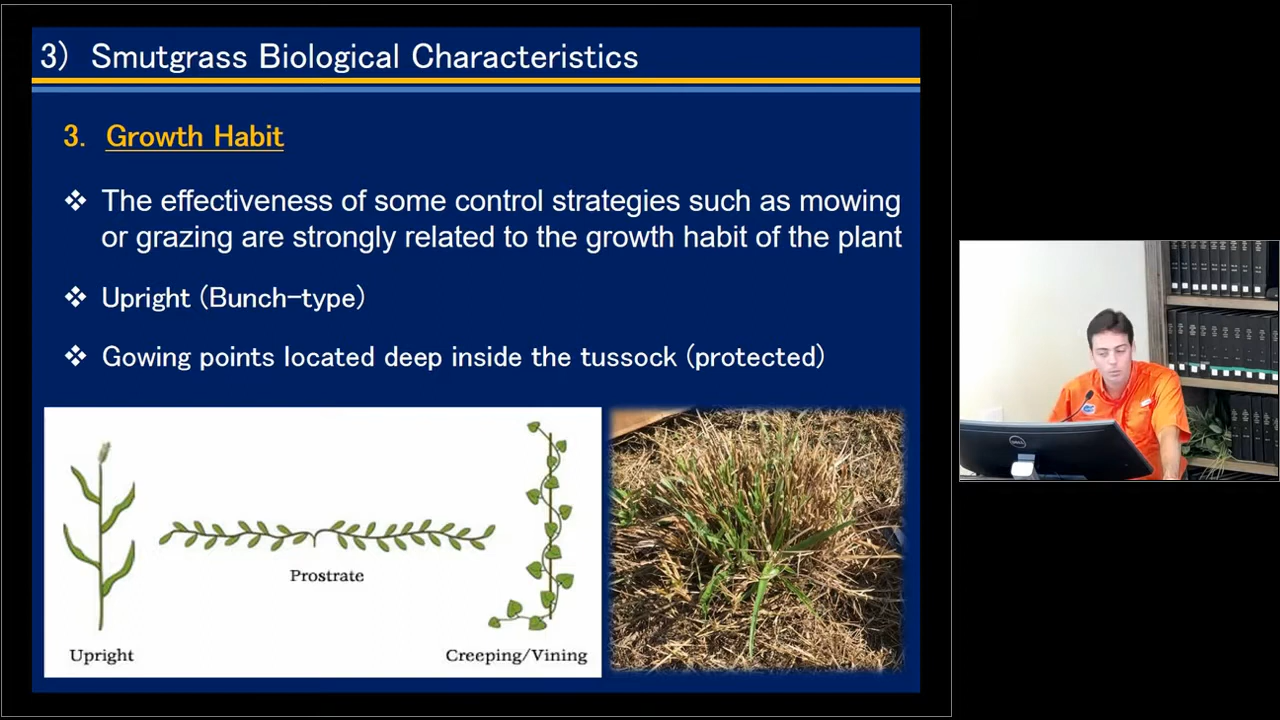 3) Smutgrass Biological Characteristics
3. Growth Habit
❖ The effectiveness of some control strategies such as mowing
or grazing are strongly related to the growth habit of the plant
❖ Upright (Bunch-type)
❖ Gowing points located deep inside the tussock (protected)
Prostrate
Upright
Creeping/Vining
DELL